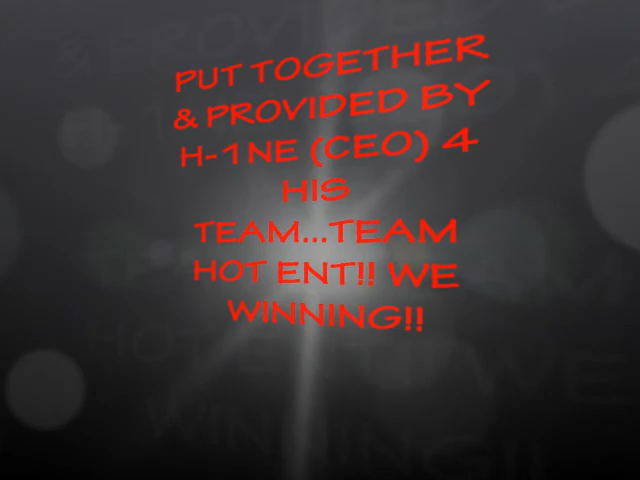 PUT TOGETHER
& PROVIDED BY
H-1NE (CEO) 4
HIS
TEAM...TEAM
HOT ENT!! WE
WINNING!!